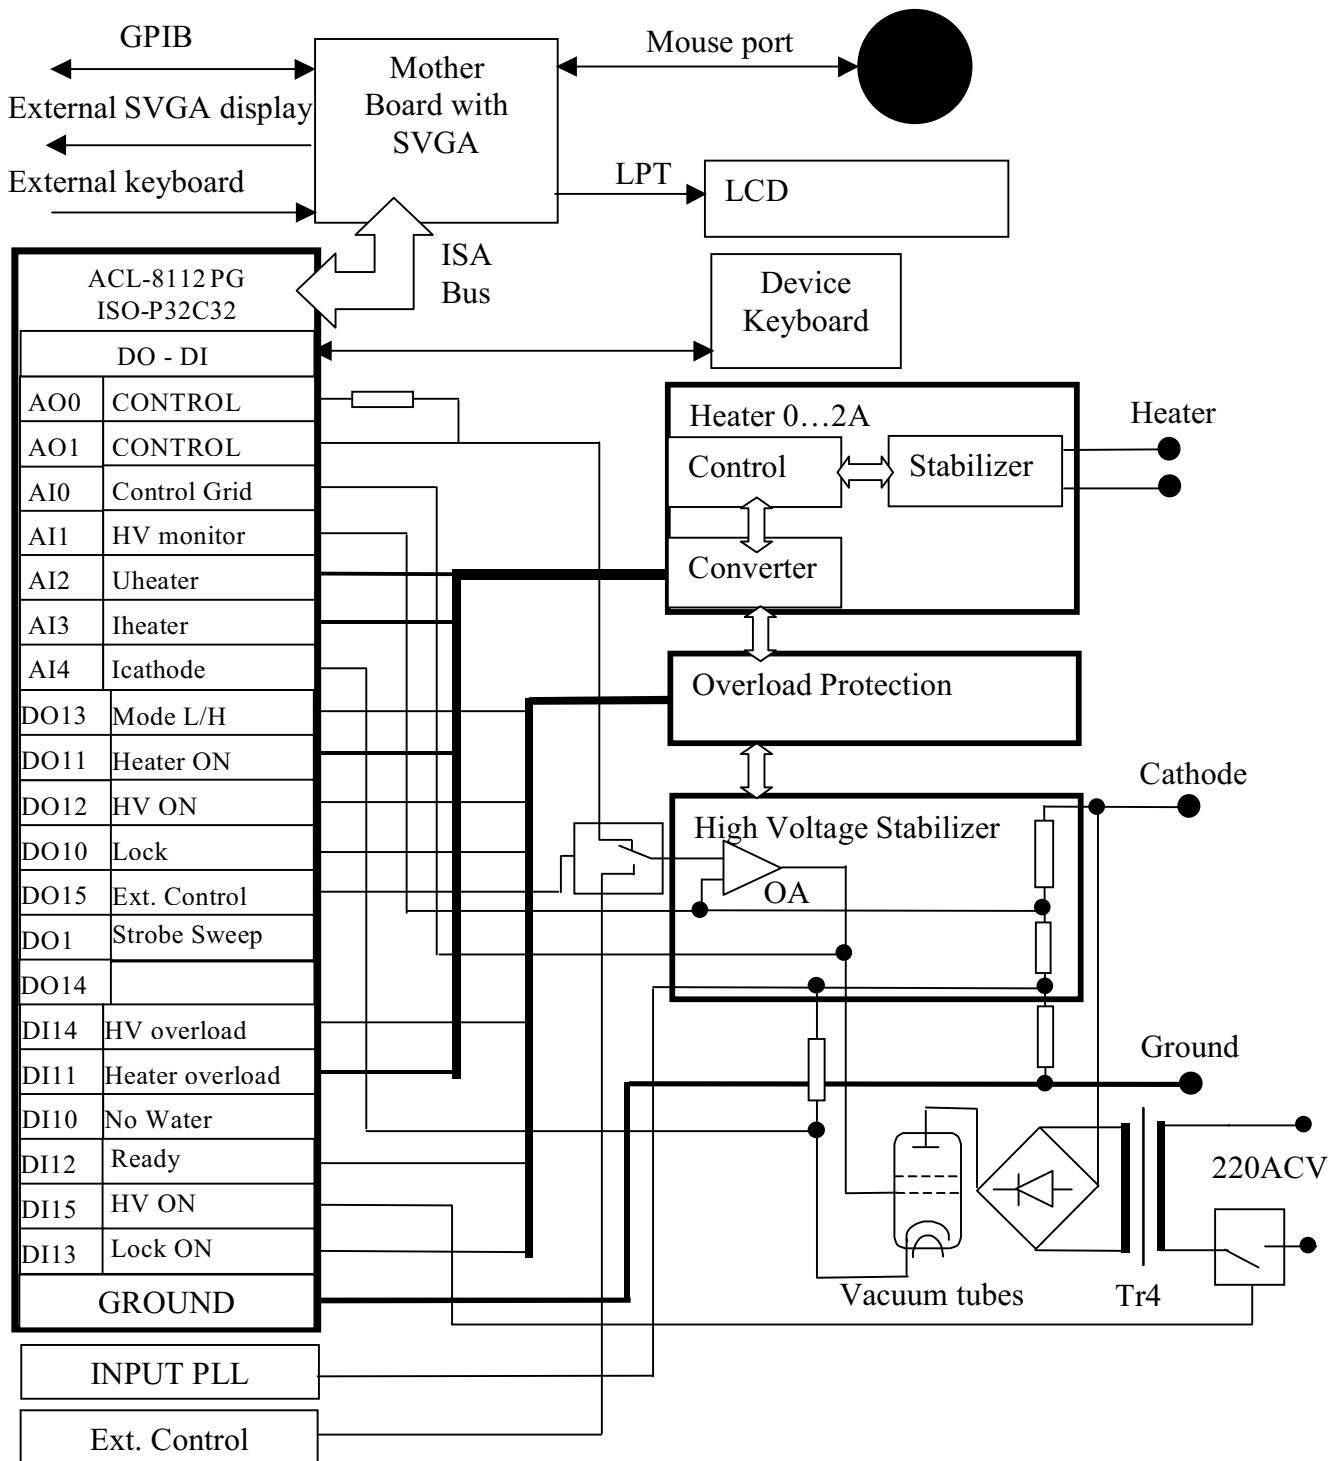 GPIB
External SVGA display
External keyboard
Mother
Board with
SVGA
Mouse port
LPT
LCD
ISA
Bus
Device
Keyboard
ACL-8112 PG
ISO-P32C32
DO - DI
AO0 CONTROL
AO1 CONTROL
AI0 Control Grid
AI1 HV monitor
AI2 Uheater
AI3 Iheater
AI4 Icathode
DO13 Mode L/H
DO11 Heater ON
DO12 HV ON
DO10 Lock
DO15 Ext. Control
DO1 Strobe Sweep
DO14
DI14 HV overload
DI11 Heater overload
DI10 No Water
DI12 Ready
DI15 HV ON
DI13 Lock ON
GROUND
INPUT PLL
Ext. Control
Heater 0…2A
Control
Stabilizer
Converter
Heater
Overload Protection
High Voltage Stabilizer
OA
Cathode
Ground
220ACV
Vacuum tubes
Tr4